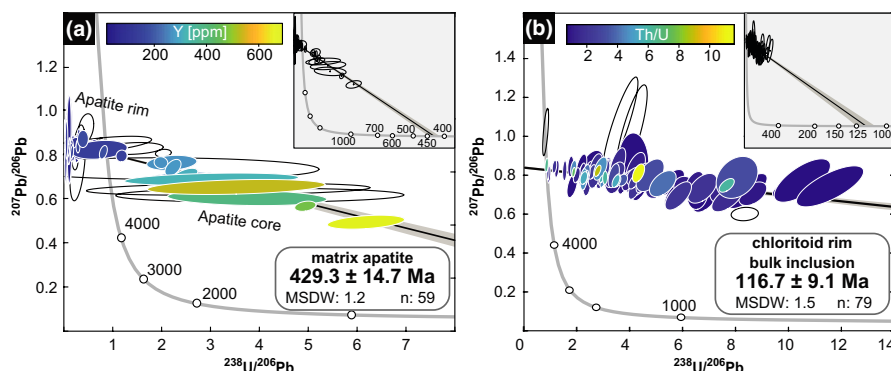 (a)
Y [ppm]
200
400
600
1.2
1.0
0.8
0.6
0.4
0.2
207Pb/206Pb
Apatite rim
Apatite core
4000
3000
2000
1000
700
600
500
450
400
matrix apatite
429.3 ± 14.7 Ma
MSDW: 1.2 n: 59
1 2 3 4 5 6 7
238U/206Pb
(b)
Th/U
2 4 6 8 10
1.4
1.2
1.0
0.8
0.6
0.4
0.2
207Pb/206Pb
400
200
150
125
100
4000
1000
chloritoid rim
bulk inclusion
116.7 ± 9.1 Ma
MSDW: 1.5 n: 79
0 2 4 6 8 10 12 14
238U/206Pb